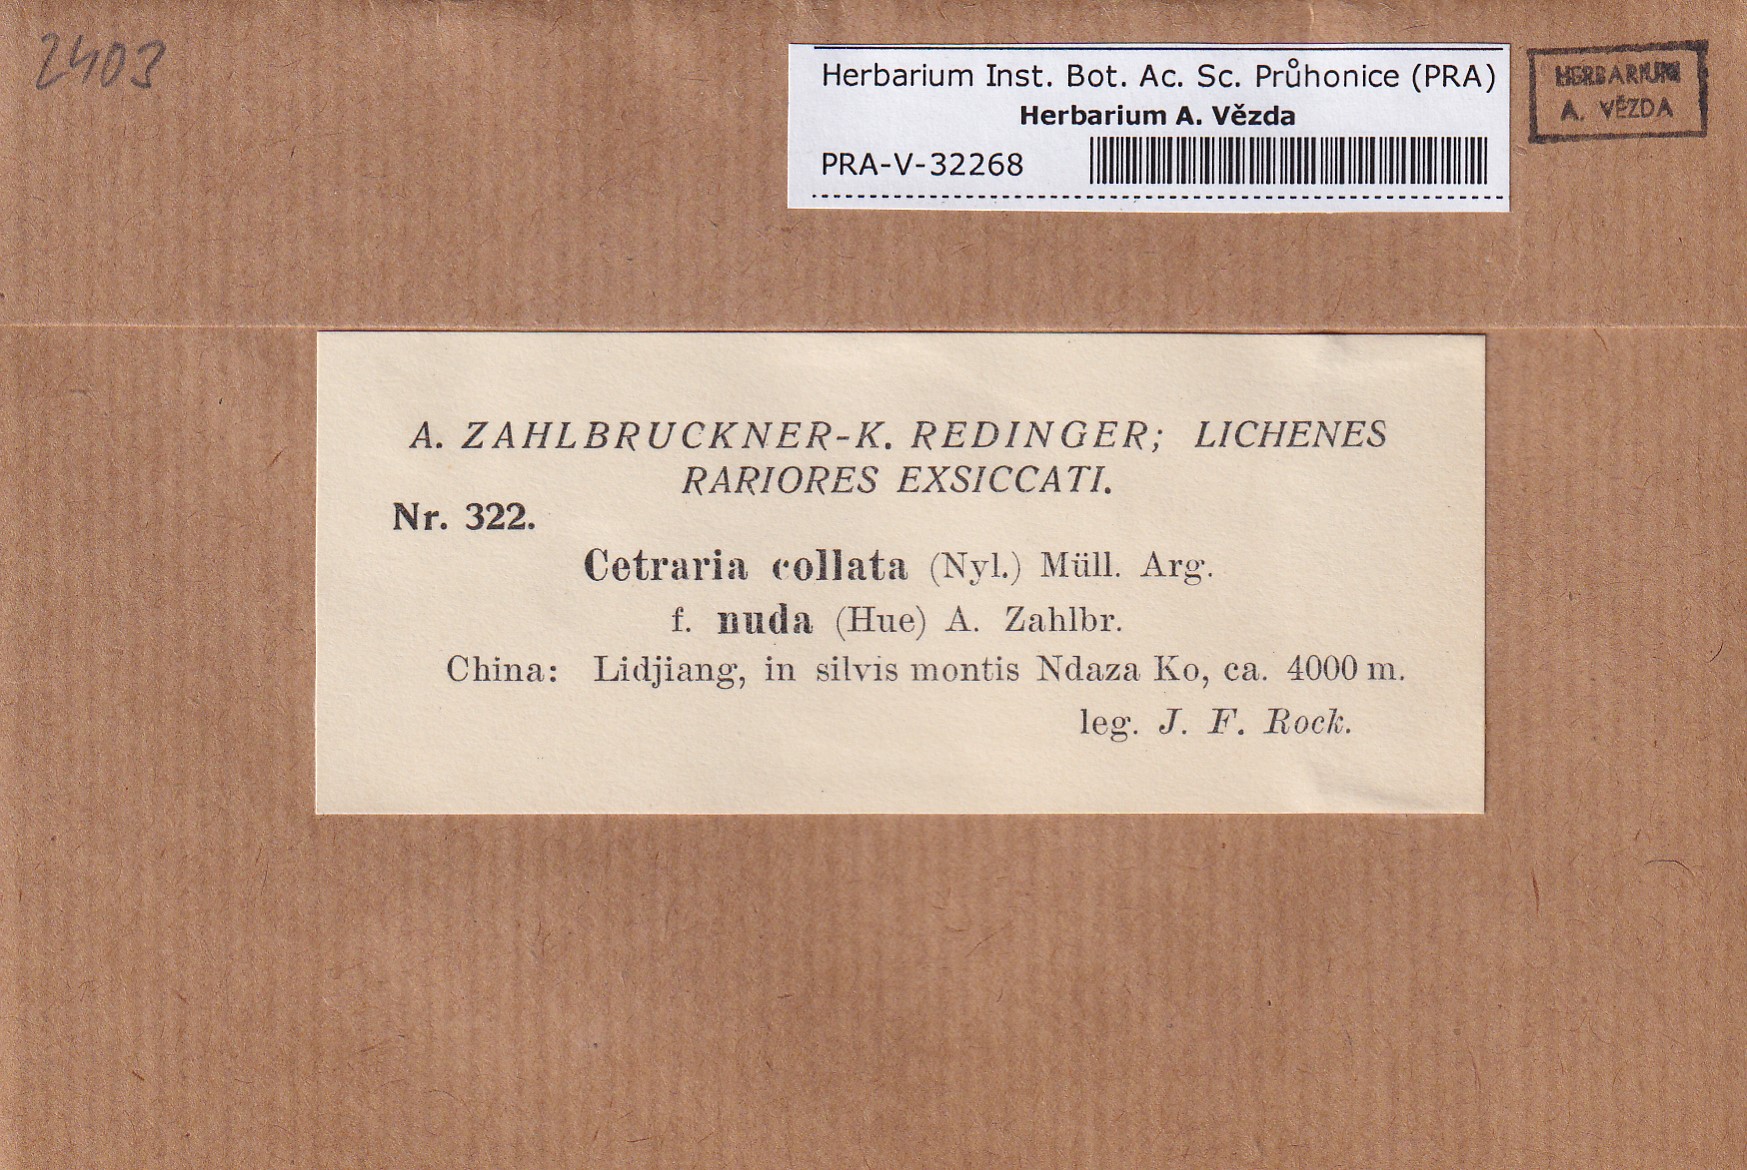 2403
Herbarium Inst. Bot. Ac. Sc. Průhonice (PRA)
Herbarium A. Vězda
PRA-V-32268
HERBARIUM
A. VĚZDA
A. ZAHLBRUCKNER-K. REDINGER; LICHENES
RARIORES EXSICCATI.
Nr. 322.
Cetraria collata (Nyl.) Müll. Arg.
f. nuda (Hue) A. Zahlbr.
China: Lidjiang, in silvis montis Ndaza Ko, ca. 4000 m.
leg. J. F. Rock.